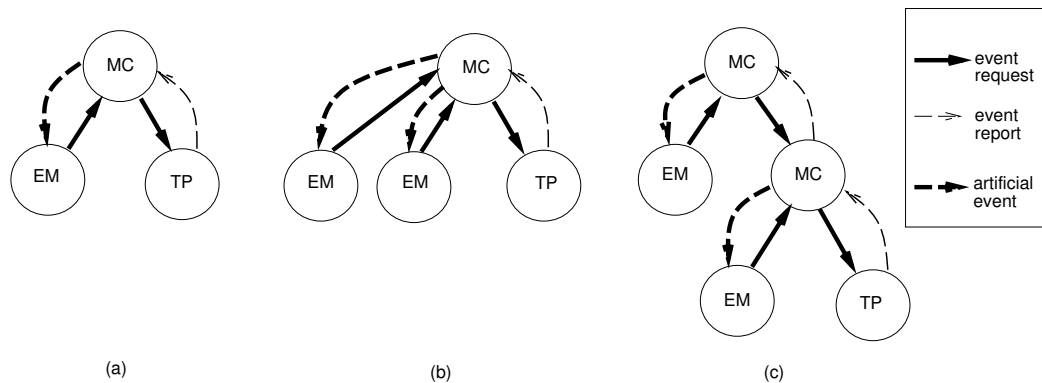 MC
EM
TP
(a)
MC
EM
EM
TP
(b)
MC
EM
MC
EM
TP
(c)
event
request
event
report
artificial
event